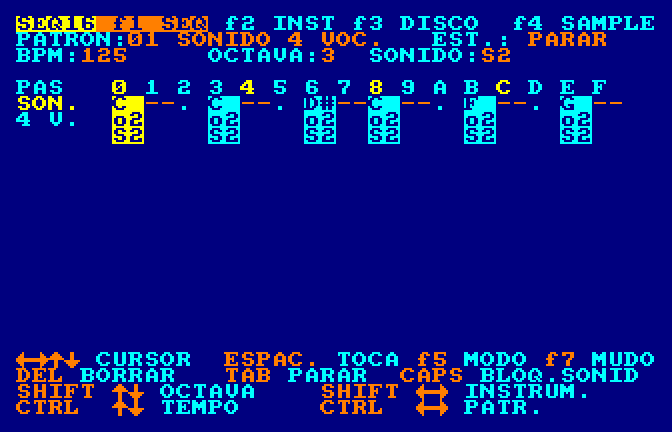 SEQ16 f1 SEQ f2 INST f3 DISCO f4 SAMPLE
PATRON:01 SONIDO 4 VOC. EST.: PARAR
BPM:125 OCTAVA:3 SONIDO:S2
PAS 0 1 2 3 4 5 6 7 8 9 A B C D E F
SON. C --. C --. D#--C --. F --. G --
4 V. o2 o2 o2 o2 o2 o2
S2 S2 S2 S2 S2 S2
↔↑↓ CURSOR ESPAC. TOCA f5 MODO f7 MUDO
DEL BORRAR TAB PARAR CAPS BLOQ.SONID
SHIFT ↑↓ OCTAVA SHIFT ↔ INSTRUM.
CTRL ↑↓ TEMPO CTRL ↔ PATR.